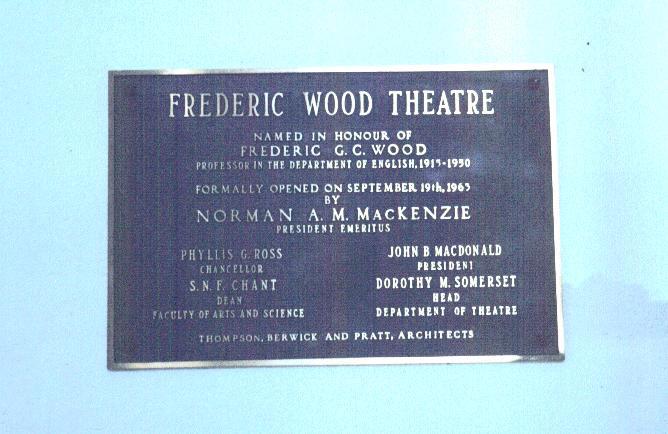 FREDERIC WOOD THEATRE
NAMED IN HONOUR OF
FREDERIC G.C. WOOD
PROFESSOR IN THE DEPARTMENT OF ENGLISH, 1915-1950
FORMALLY OPENED ON SEPTEMBER 19th, 1963
BY
NORMAN A. M. MACKENZIE
PRESIDENT EMERITUS
PHYLLIS G. ROSS
CHANCELLOR
S.N.F. CHANT
DEAN
FACULTY OF ARTS AND SCIENCE
JOHN B. MACDONALD
PRESIDENT
DOROTHY M. SOMERSET
HEAD
DEPARTMENT OF THEATRE
THOMPSON, BERWICK AND PRATT, ARCHITECTS